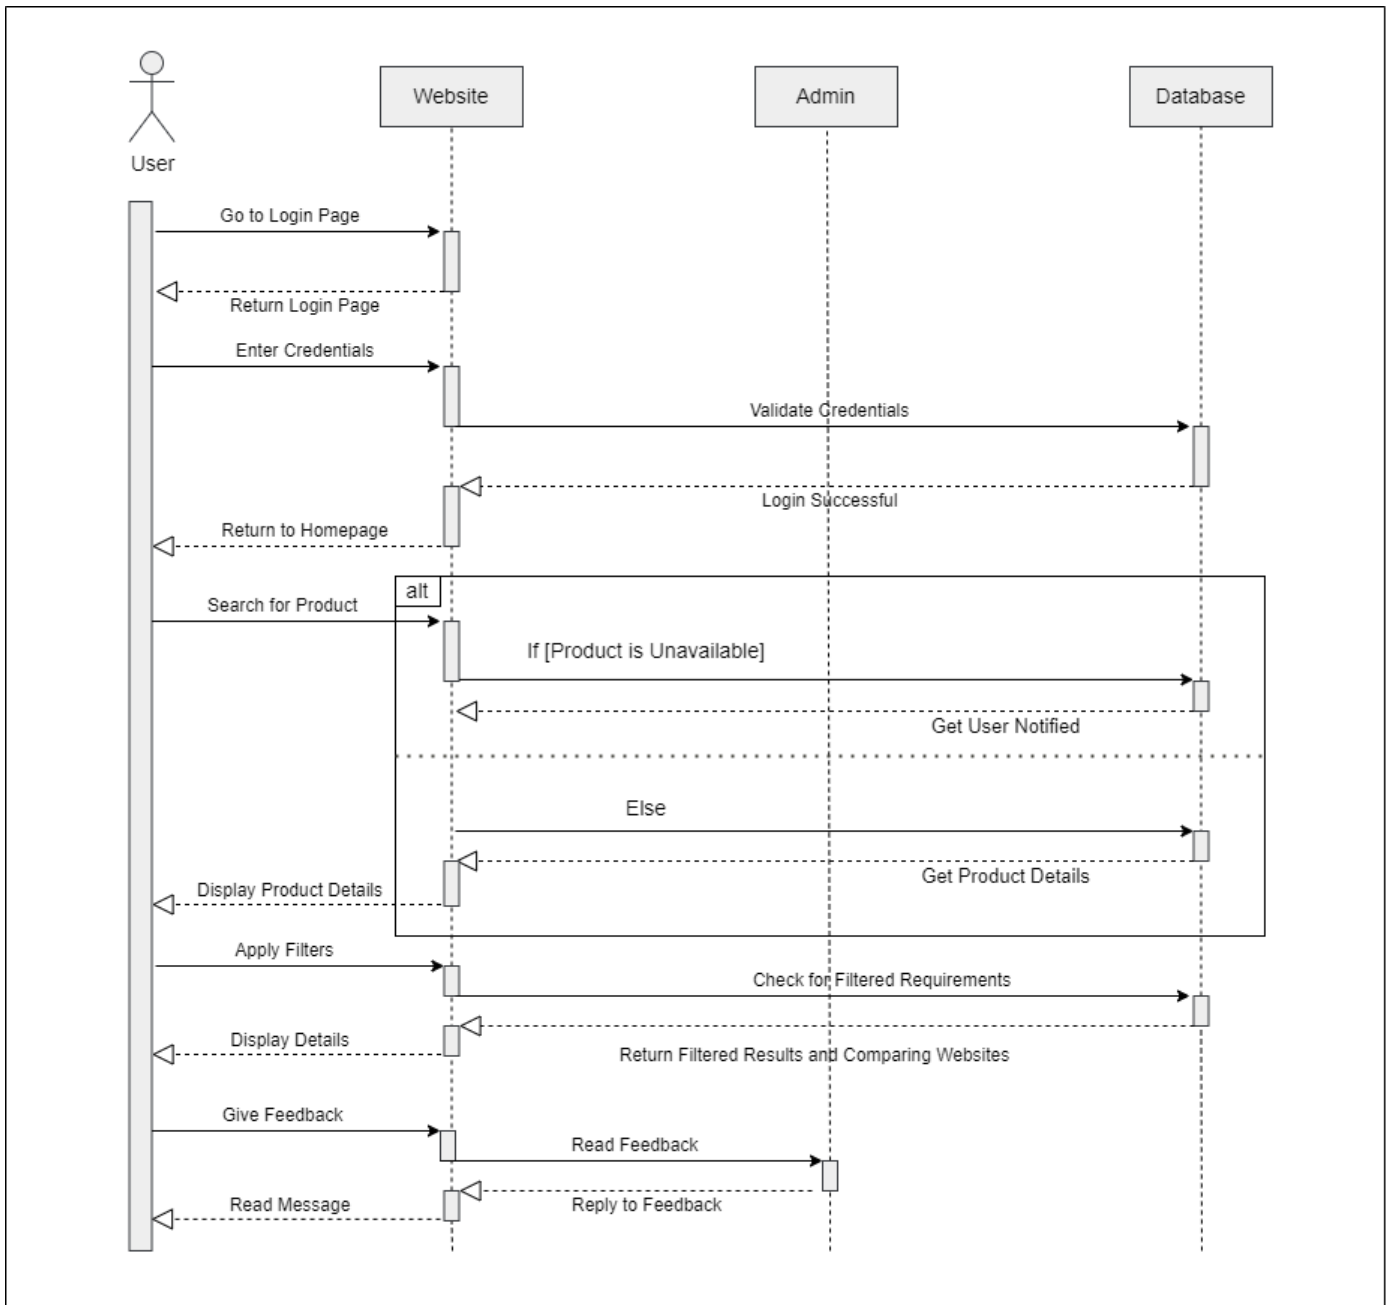 Website
Admin
Database
User
Go to Login Page
Return Login Page
Enter Credentials
Validate Credentials
Login Successful
Return to Homepage
alt
Search for Product
If [Product is Unavailable]
Get User Notified
Else
Get Product Details
Display Product Details
Apply Filters
Check for Filtered Requirements
Display Details
Return Filtered Results and Comparing Websites
Give Feedback
Read Feedback
Reply to Feedback
Read Message